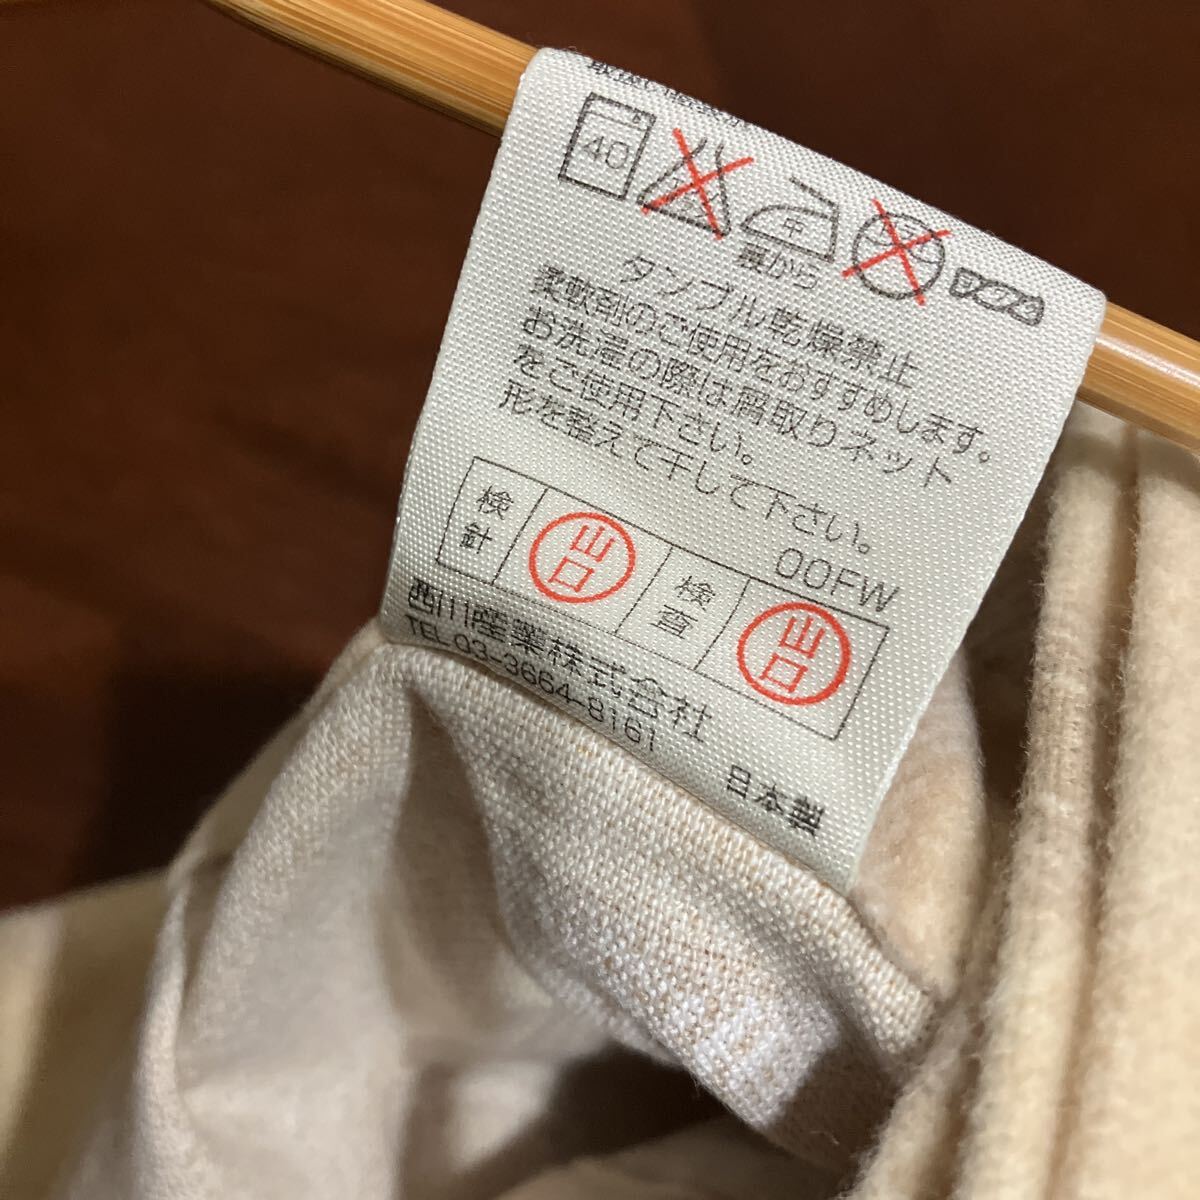 40
中
裏から
タンブル乾燥禁止
柔軟剤のご使用をおすすめします。
お洗濯の際は屑取りネット
をご使用下さい。
形を整えて干して下さい。
00FW
検針
山口
検査
山口
西川産業株式会社
TEL 03-3664-8161
日本製